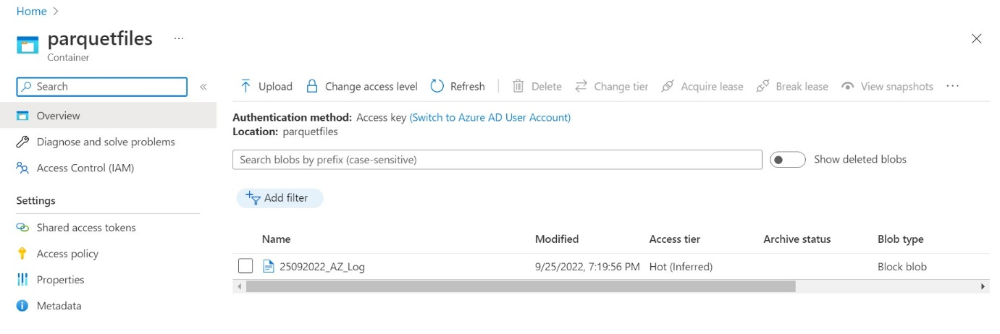 Home >
parquetfiles ...
Container
Search «
Overview
Diagnose and solve problems
Access Control (IAM)
Settings
Shared access tokens
Access policy
Properties
Metadata
Upload Change access level Refresh Delete Change tier Acquire lease Break lease View snapshots ...
Authentication method: Access key (Switch to Azure AD User Account)
Location: parquetfiles
Search blobs by prefix (case-sensitive) Show deleted blobs
Add filter
Name Modified Access tier Archive status Blob type
25092022_AZ_Log 9/25/2022, 7:19:56 PM Hot (Inferred) Block blob